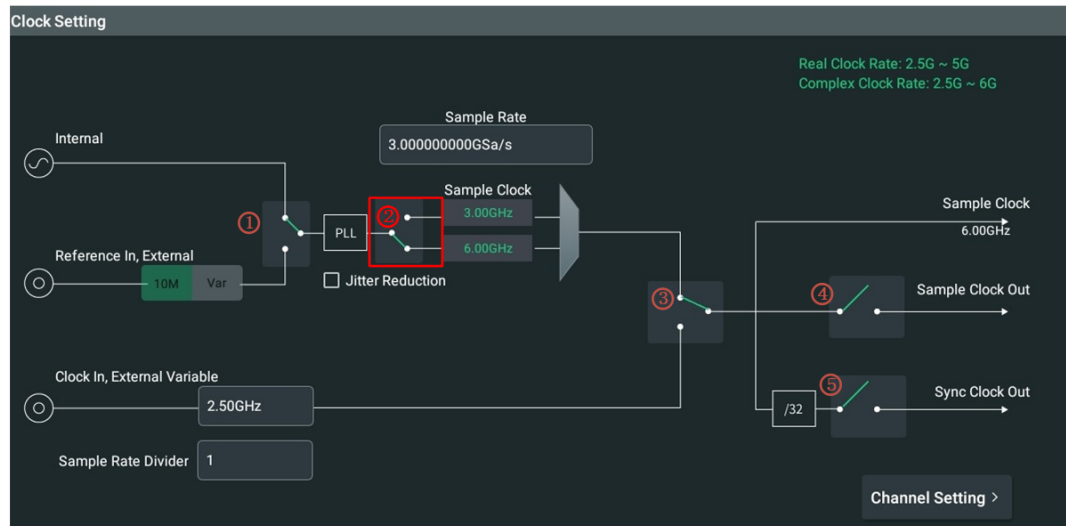 Clock Setting
Real Clock Rate: 2.5G ~ 5G
Complex Clock Rate: 2.5G ~ 6G
Sample Rate
3.000000000GSa/s
Internal
Sample Clock
① ② 3.00GHz
PLL
6.00GHz
Sample Clock
6.00GHz
Reference In, External
10M Var
Jitter Reduction
③ ④ Sample Clock Out
Clock In, External Variable
2.50GHz
⑤ Sync Clock Out
/32
Sample Rate Divider 1
Channel Setting >